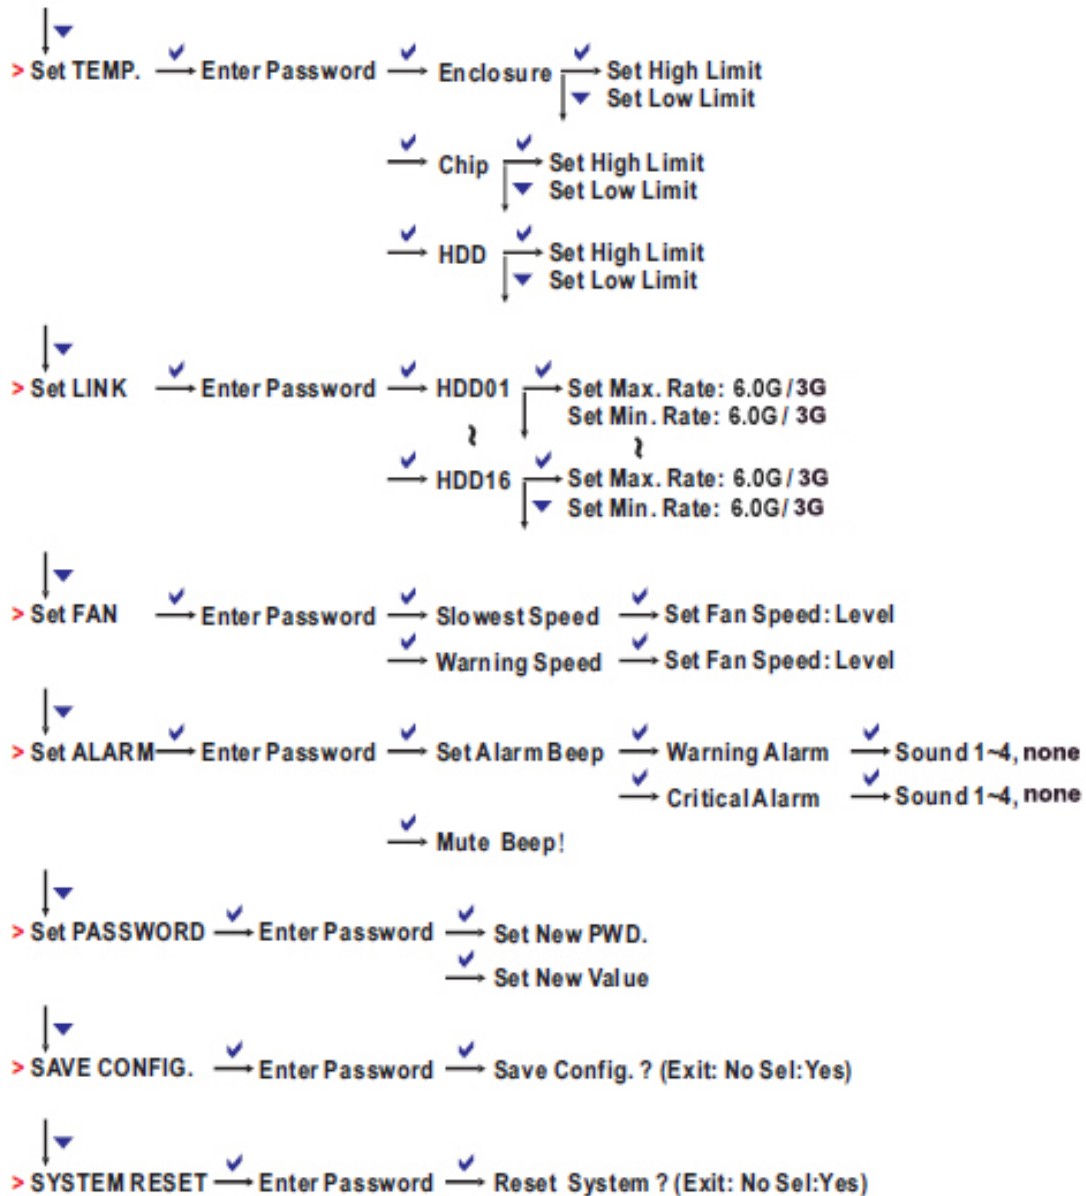 > Set TEMP. Enter Password Enclosure Set High Limit
Set Low Limit
Chip Set High Limit
Set Low Limit
HDD Set High Limit
Set Low Limit
> Set LINK Enter Password HDD01 Set Max. Rate: 6.0G / 3G
Set Min. Rate: 6.0G / 3G
~ ~
HDD16 Set Max. Rate: 6.0G / 3G
Set Min. Rate: 6.0G / 3G
> Set FAN Enter Password Slowest Speed Set Fan Speed: Level
Warning Speed Set Fan Speed: Level
> Set ALARM Enter Password Set Alarm Beep Warning Alarm Sound 1~4, none
Critical Alarm Sound 1~4, none
Mute Beep!
> Set PASSWORD Enter Password Set New PWD.
Set New Value
> SAVE CONFIG. Enter Password Save Config. ? (Exit: No Sel:Yes)
> SYSTEM RESET Enter Password Reset System ? (Exit: No Sel:Yes)